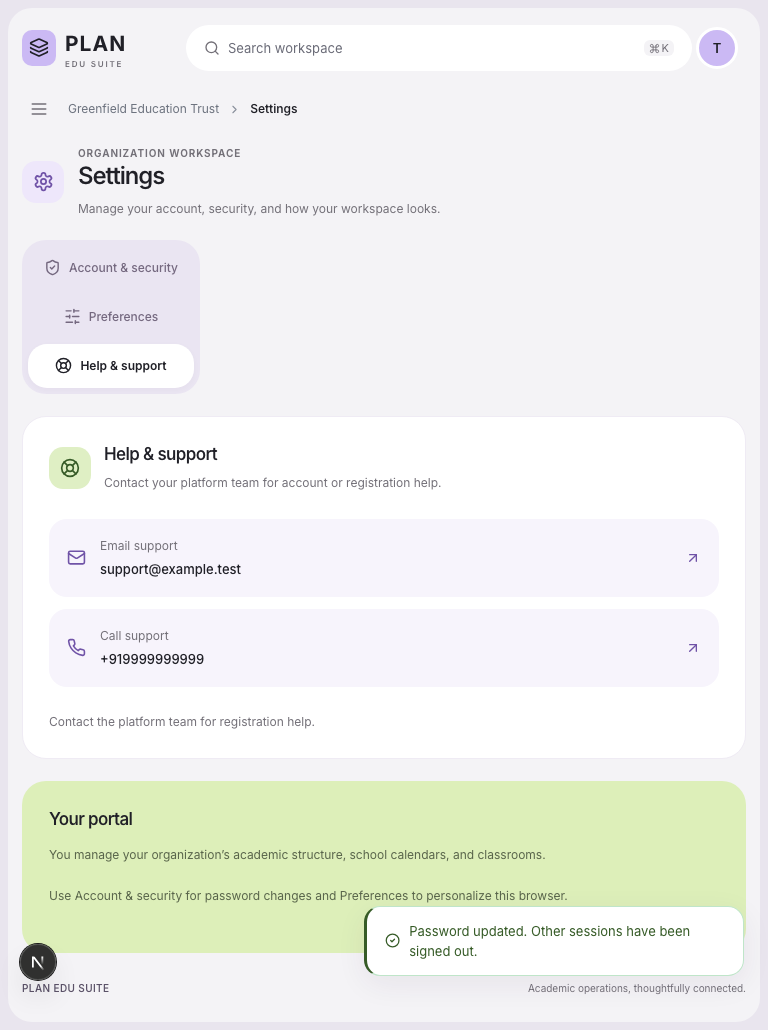 PLAN
EDU SUITE
Search workspace
⌘K
T
Greenfield Education Trust > Settings
ORGANIZATION WORKSPACE
Settings
Manage your account, security, and how your workspace looks.
Account & security
Preferences
Help & support
Help & support
Contact your platform team for account or registration help.
Email support
support@example.test
Call support
+919999999999
Contact the platform team for registration help.
Your portal
You manage your organization’s academic structure, school calendars, and classrooms.
Use Account & security for password changes and Preferences to personalize this browser.
Password updated. Other sessions have been
signed out.
N
PLAN EDU SUITE
Academic operations, thoughtfully connected.